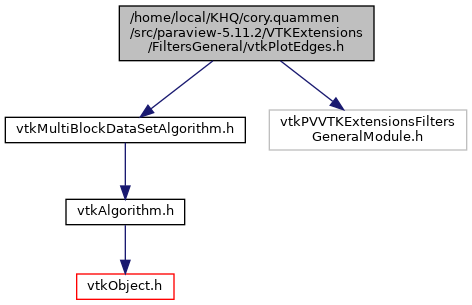 /home/local/KHQ/cory.quammen
/src/paraview-5.11.2/VTKExtensions
/FiltersGeneral/vtkPlotEdges.h
vtkMultiBlockDataSetAlgorithm.h
vtkPVVTKExtensionsFilters
GeneralModule.h
vtkAlgorithm.h
vtkObject.h